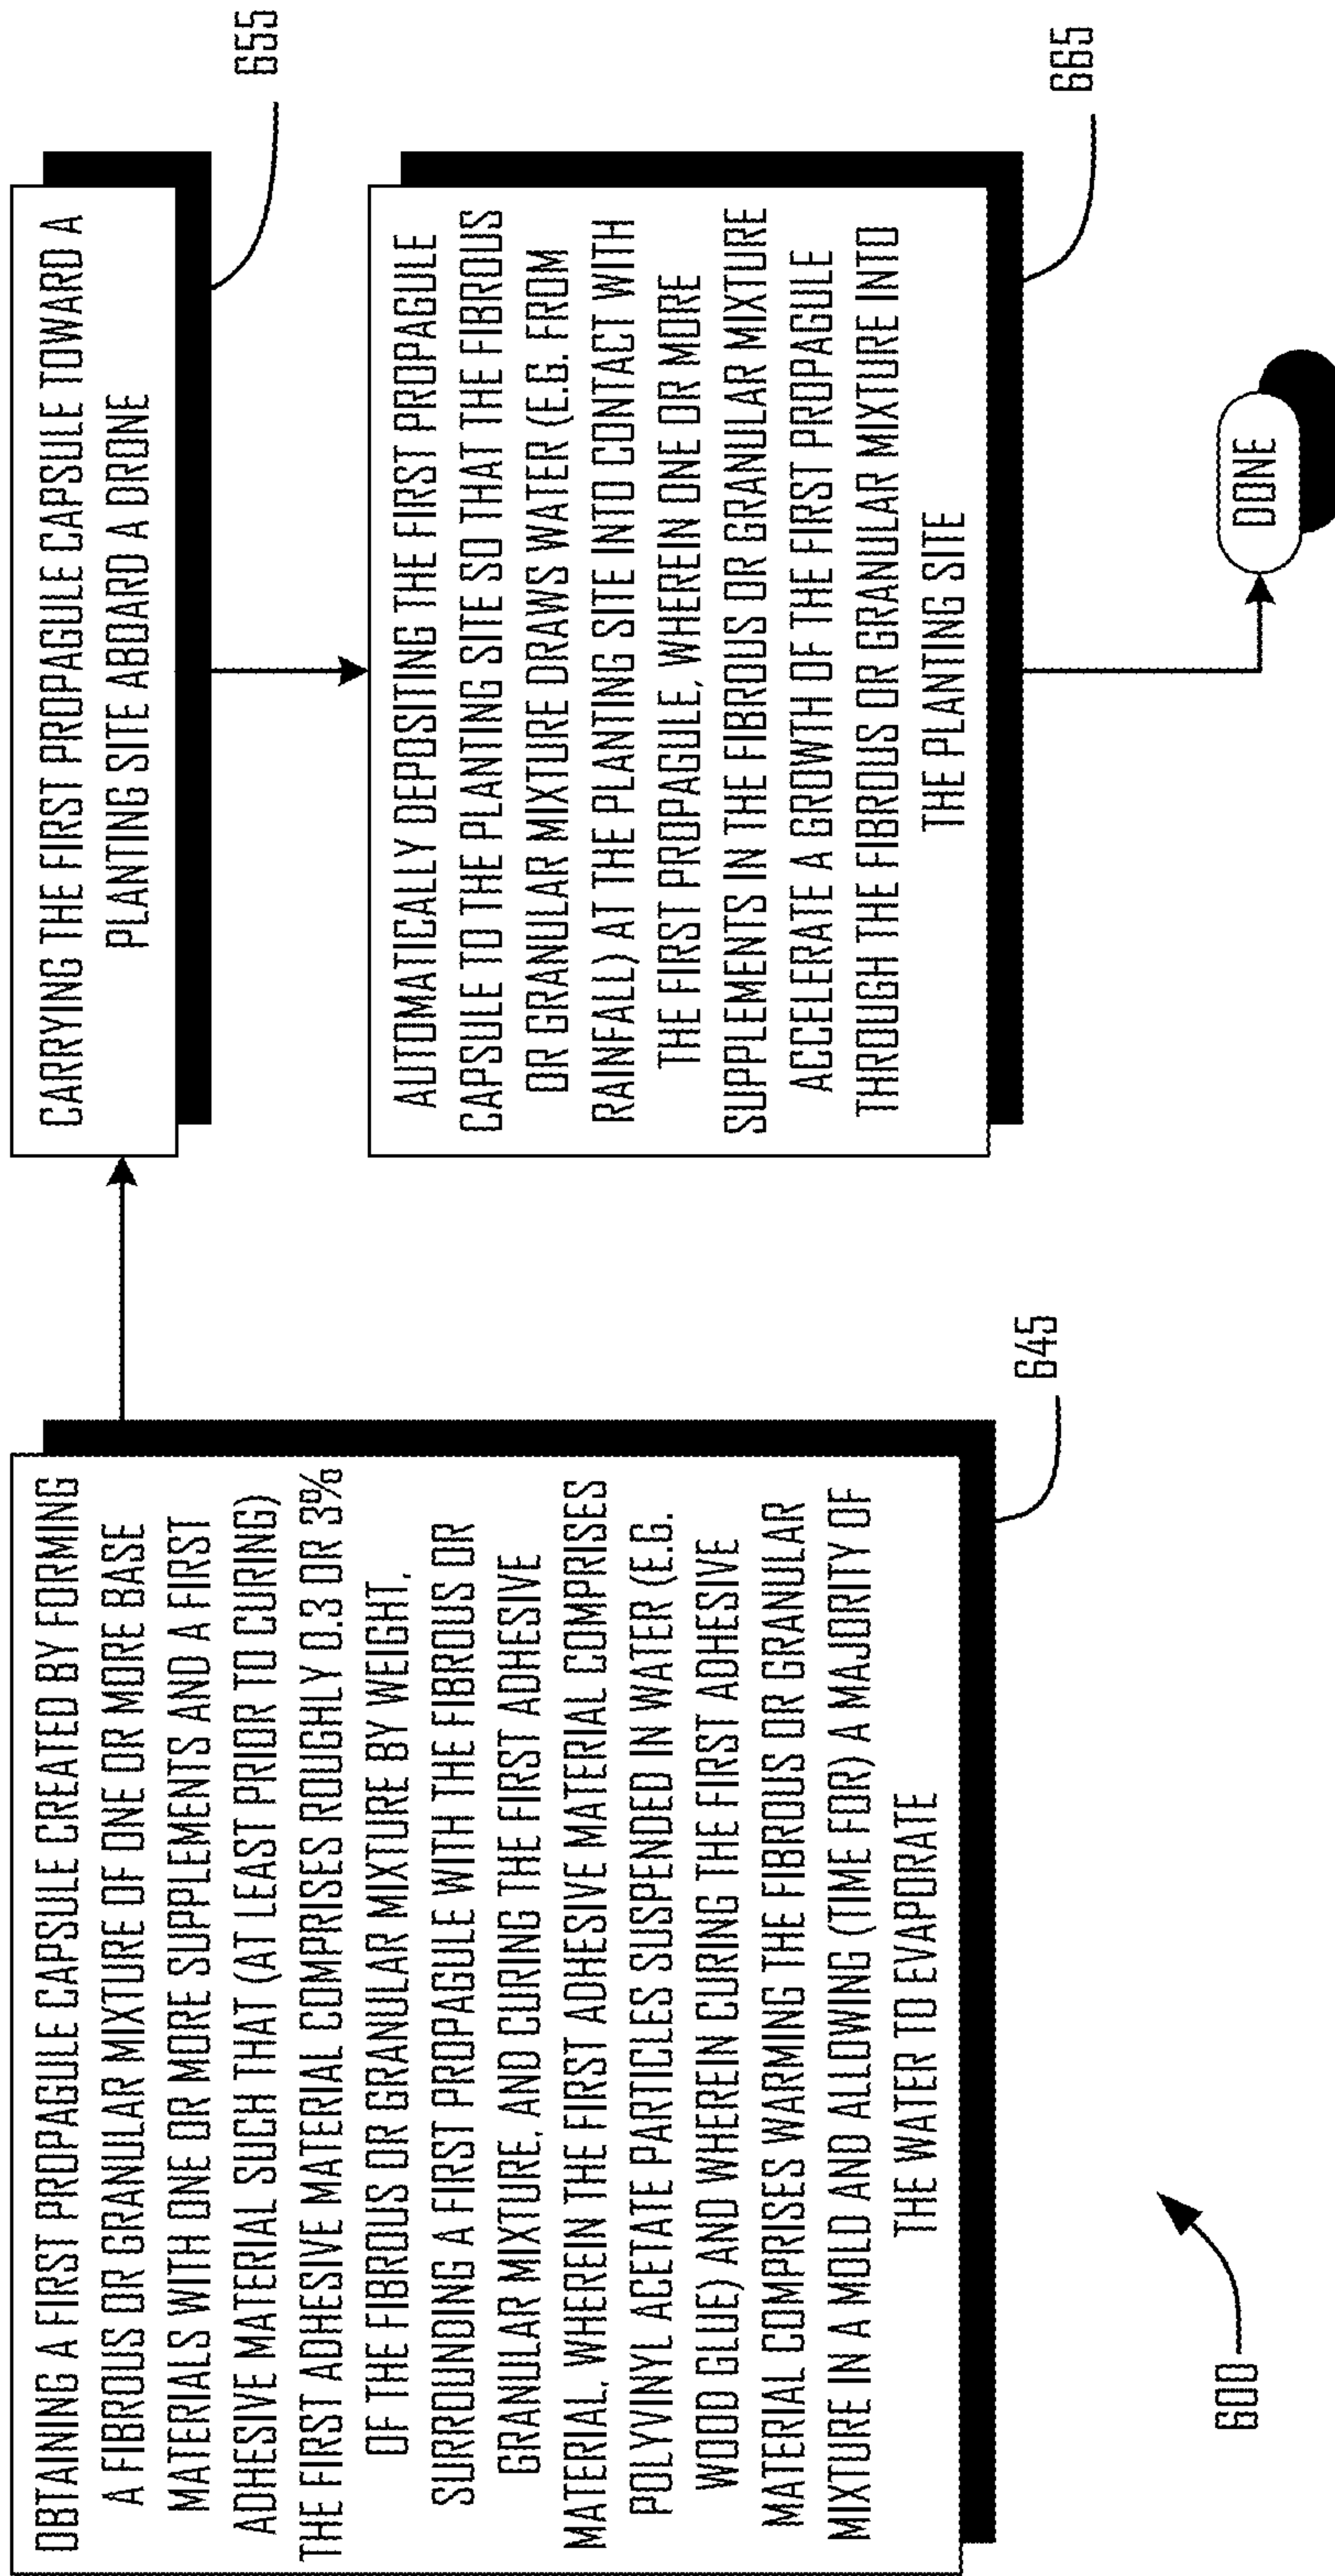 OBTAINING A FIRST PROPAGULE CAPSULE CREATED BY FORMING
A FIBROUS OR GRANULAR MIXTURE OF ONE OR MORE BASE
MATERIALS WITH ONE OR MORE SUPPLEMENTS AND A FIRST
ADHESIVE MATERIAL SUCH THAT (AT LEAST PRIOR TO CURING)
THE FIRST ADHESIVE MATERIAL COMPRISES ROUGHLY 0.3 OR 3%
OF THE FIBROUS OR GRANULAR MIXTURE BY WEIGHT,
SURROUNDING A FIRST PROPAGULE WITH THE FIBROUS OR
GRANULAR MIXTURE, AND CURING THE FIRST ADHESIVE
MATERIAL, WHEREIN THE FIRST ADHESIVE MATERIAL COMPRISES
POLYVINYL ACETATE PARTICLES SUSPENDED IN WATER (E.G.
WOOD GLUE) AND WHEREIN CURING THE FIRST ADHESIVE
MATERIAL COMPRISES WARMING THE FIBROUS OR GRANULAR
MIXTURE IN A MOLD AND ALLOWING (TIME FOR) A MAJORITY OF
THE WATER TO EVAPORATE
645
600
CARRYING THE FIRST PROPAGULE CAPSULE TOWARD A
PLANTING SITE ABOARD A DRONE
655
AUTOMATICALLY DEPOSITING THE FIRST PROPAGULE
CAPSULE TO THE PLANTING SITE SO THAT THE FIBROUS
OR GRANULAR MIXTURE DRAWS WATER (E.G. FROM
RAINFALL) AT THE PLANTING SITE INTO CONTACT WITH
THE FIRST PROPAGULE, WHEREIN ONE OR MORE
SUPPLEMENTS IN THE FIBROUS OR GRANULAR MIXTURE
ACCELERATE A GROWTH OF THE FIRST PROPAGULE
THROUGH THE FIBROUS OR GRANULAR MIXTURE INTO
THE PLANTING SITE
665
DONE